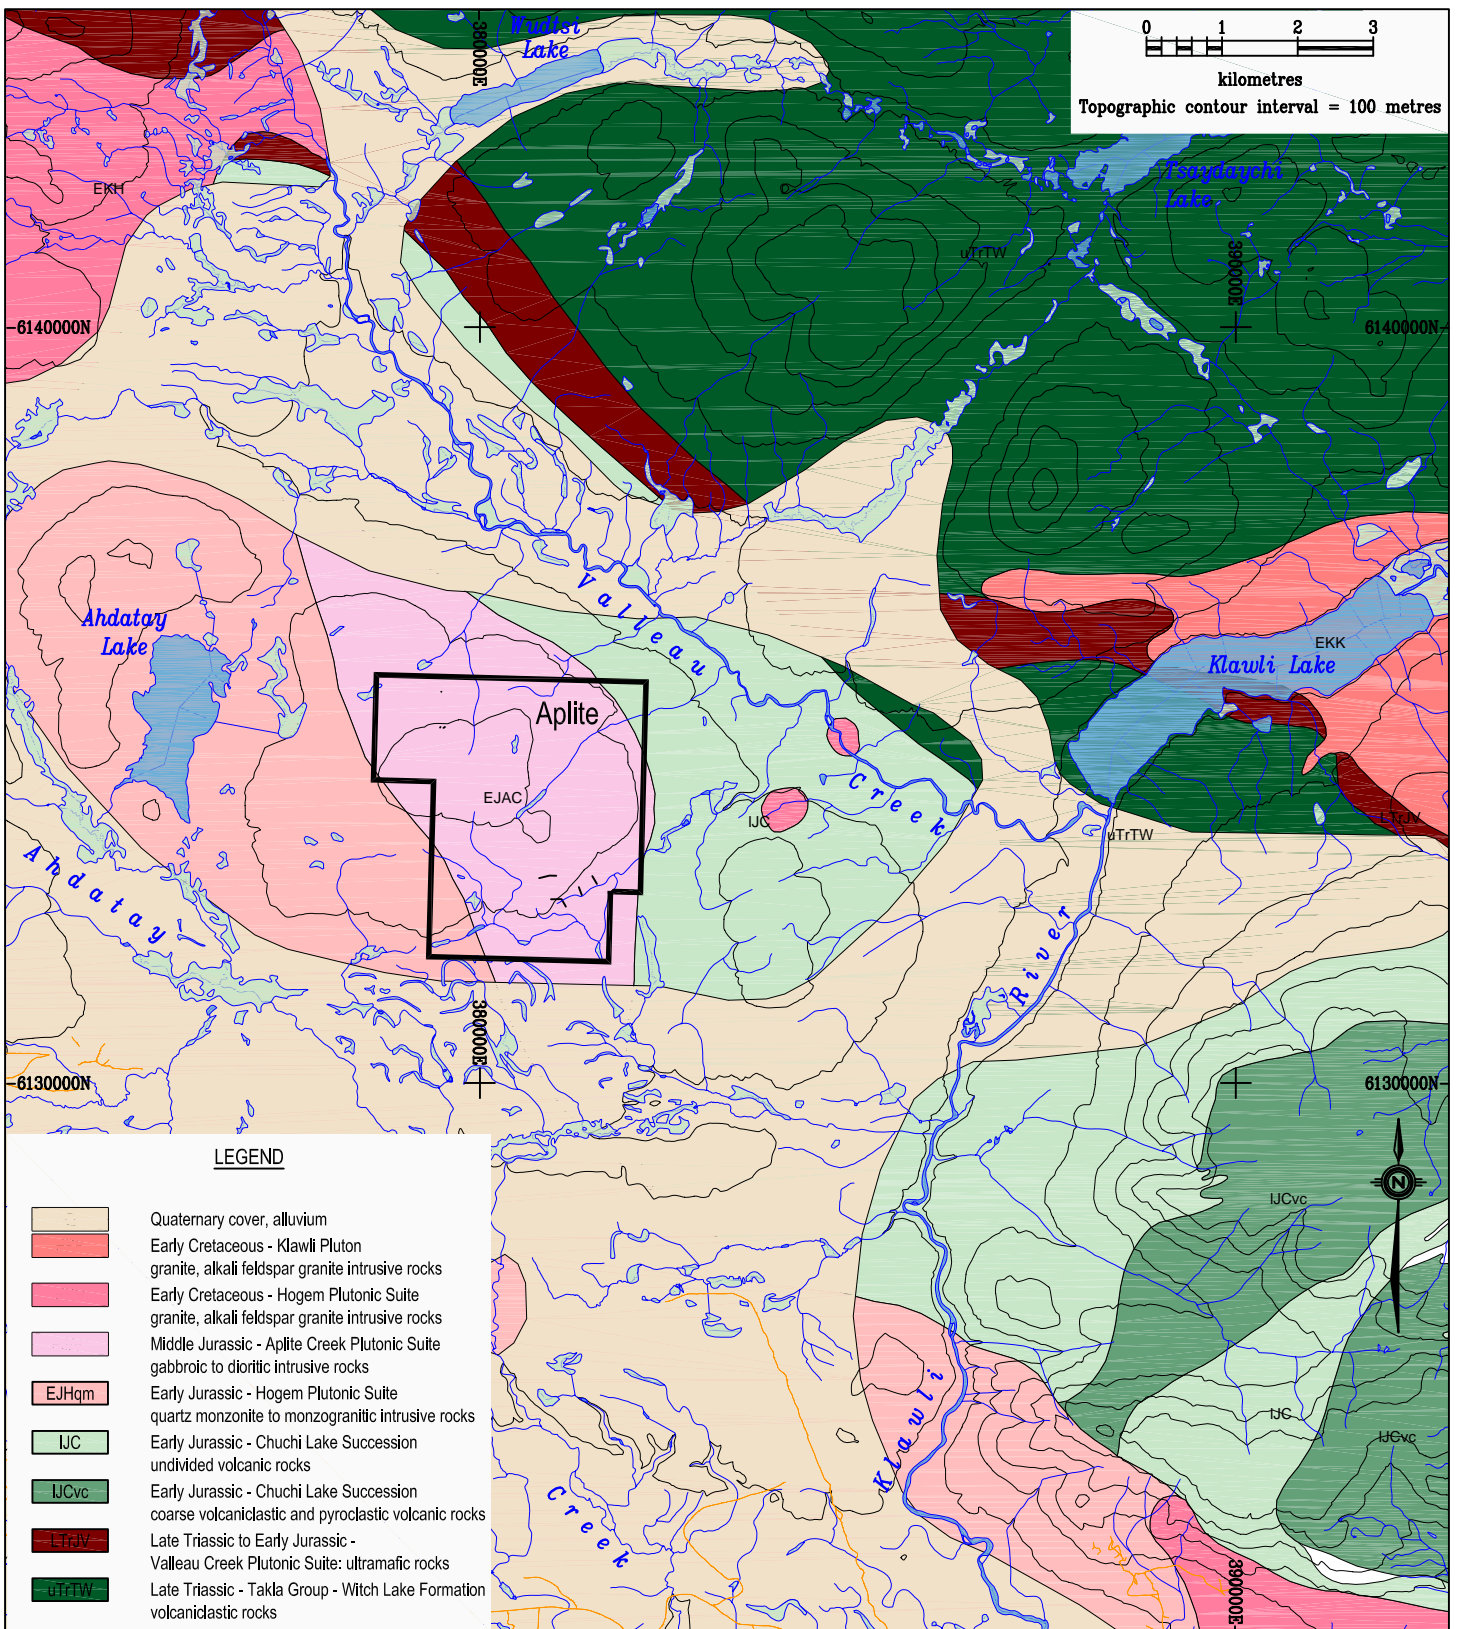 0 1 2 3
kilometres
Topographic contour interval = 100 metres
Wudtsi
Lake
380000E
Tsaydaychi
Lake
EKH
uTrTW
390000E
6140000N
6140000N
Valleau
Ahdatay
Lake
EKK
Klawli Lake
Aplite
EJAC
Creek
IJC
LTrJV
uTrTW
Ahdatay
River
380000E
6130000N
6130000N
N
IJCvc
IJC
IJCvc
Klawli
Creek
390000E
LEGEND
Quaternary cover, alluvium
Early Cretaceous - Klawli Pluton
granite, alkali feldspar granite intrusive rocks
Early Cretaceous - Hogem Plutonic Suite
granite, alkali feldspar granite intrusive rocks
Middle Jurassic - Aplite Creek Plutonic Suite
gabbroic to dioritic intrusive rocks
EJHqm Early Jurassic - Hogem Plutonic Suite
quartz monzonite to monzogranitic intrusive rocks
IJC Early Jurassic - Chuchi Lake Succession
undivided volcanic rocks
IJCvc Early Jurassic - Chuchi Lake Succession
coarse volcaniclastic and pyroclastic volcanic rocks
LTrJV Late Triassic to Early Jurassic -
Valleau Creek Plutonic Suite: ultramafic rocks
uTrTW Late Triassic - Takla Group - Witch Lake Formation
volcaniclastic rocks